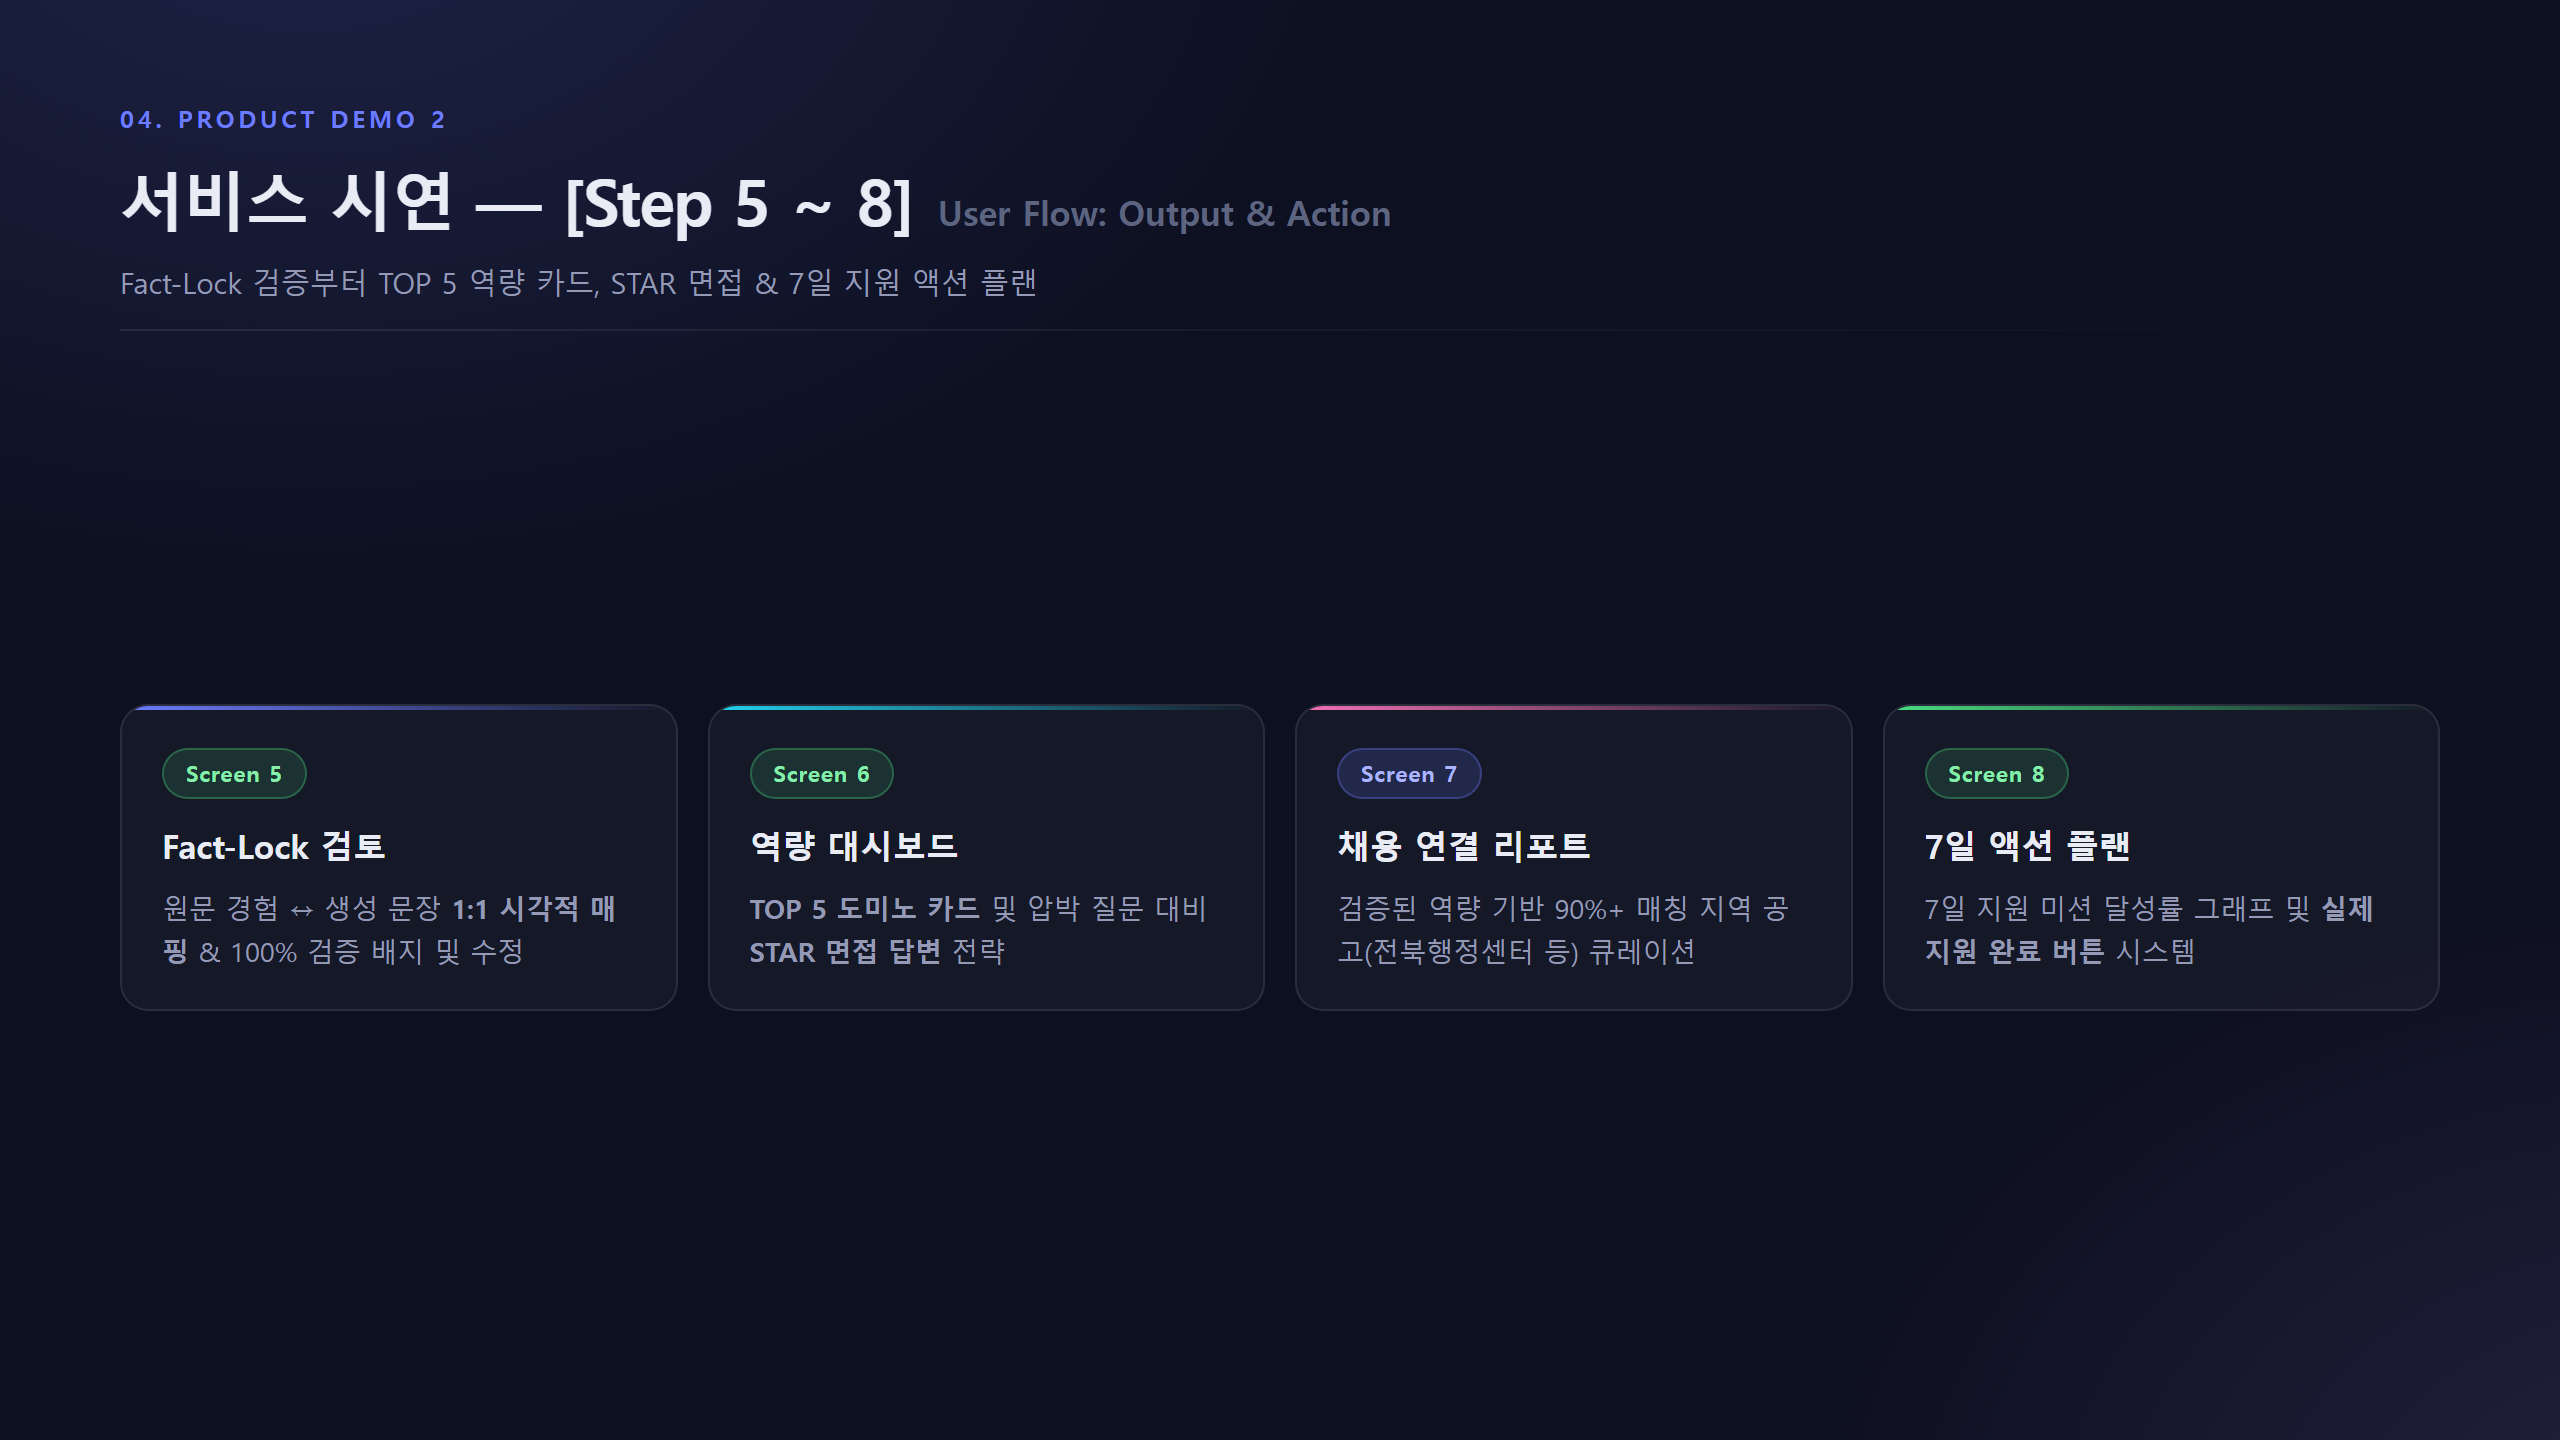 04. PRODUCT DEMO 2
서비스 시연 — [Step 5 ~ 8] User Flow: Output & Action
Fact-Lock 검증부터 TOP 5 역량 카드, STAR 면접 & 7일 지원 액션 플랜
Screen 5
Fact-Lock 검토
원문 경험 ↔ 생성 문장 1:1 시각적 매
핑 & 100% 검증 배지 및 수정
Screen 6
역량 대시보드
TOP 5 도미노 카드 및 압박 질문 대비
STAR 면접 답변 전략
Screen 7
채용 연결 리포트
검증된 역량 기반 90%+ 매칭 지역 공
고(전북행정센터 등) 큐레이션
Screen 8
7일 액션 플랜
7일 지원 미션 달성률 그래프 및 실제
지원 완료 버튼 시스템